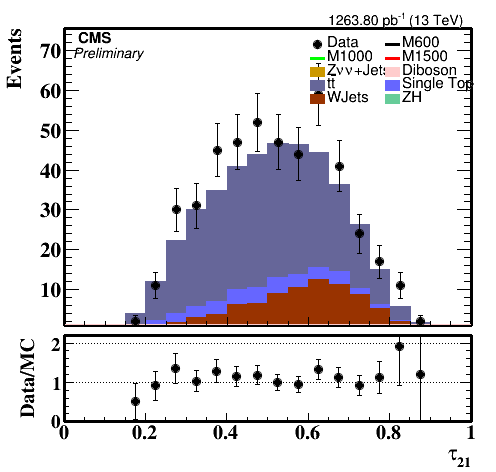 1263.80 pb⁻¹ (13 TeV)
CMS
Preliminary
Data
M600
M1000
M1500
Zνν+Jets
Diboson
tt
Single Top
WJets
ZH
Events
70
60
50
40
30
20
10
Data/MC
2
1
0
0
0.2
0.4
0.6
0.8
1
τ₂₁